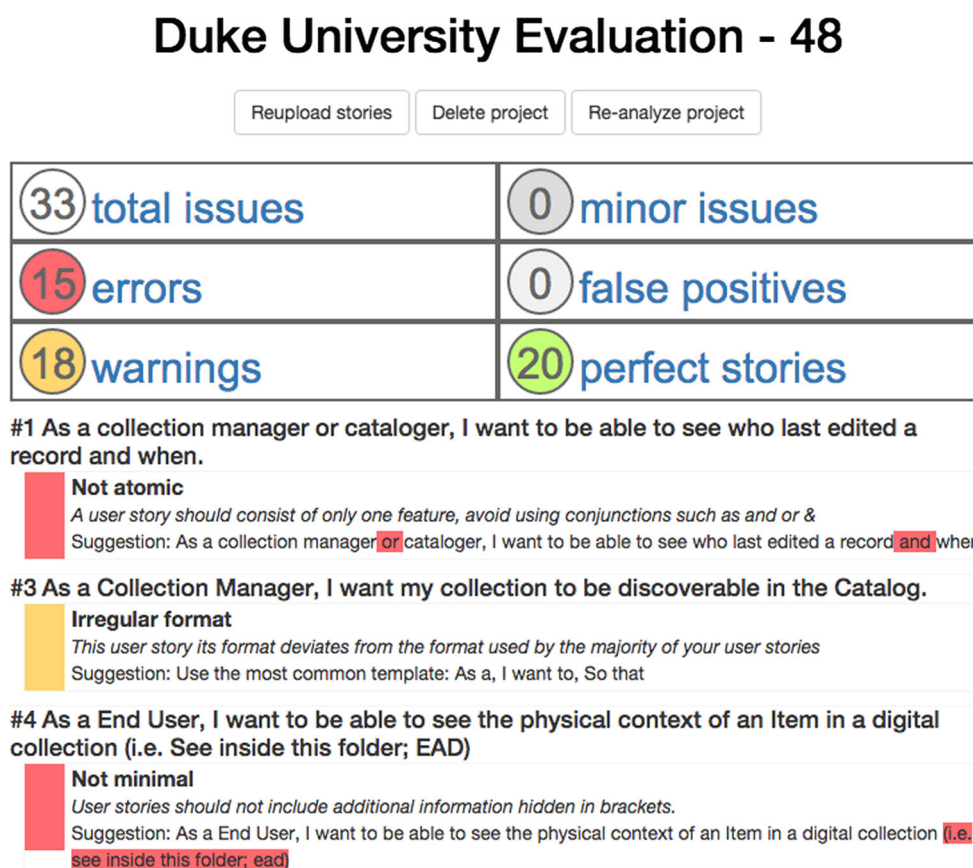 Duke University Evaluation - 48
Reupload stories Delete project Re-analyze project
33 total issues 0 minor issues
15 errors 0 false positives
18 warnings 20 perfect stories
#1 As a collection manager or cataloger, I want to be able to see who last edited a
record and when.
Not atomic
A user story should consist of only one feature, avoid using conjunctions such as and or &
Suggestion: As a collection manager or cataloger, I want to be able to see who last edited a record and when
#3 As a Collection Manager, I want my collection to be discoverable in the Catalog.
Irregular format
This user story its format deviates from the format used by the majority of your user stories
Suggestion: Use the most common template: As a, I want to, So that
#4 As a End User, I want to be able to see the physical context of an Item in a digital
collection (i.e. See inside this folder; EAD)
Not minimal
User stories should not include additional information hidden in brackets.
Suggestion: As a End User, I want to be able to see the physical context of an Item in a digital collection (i.e.
see inside this folder; ead)